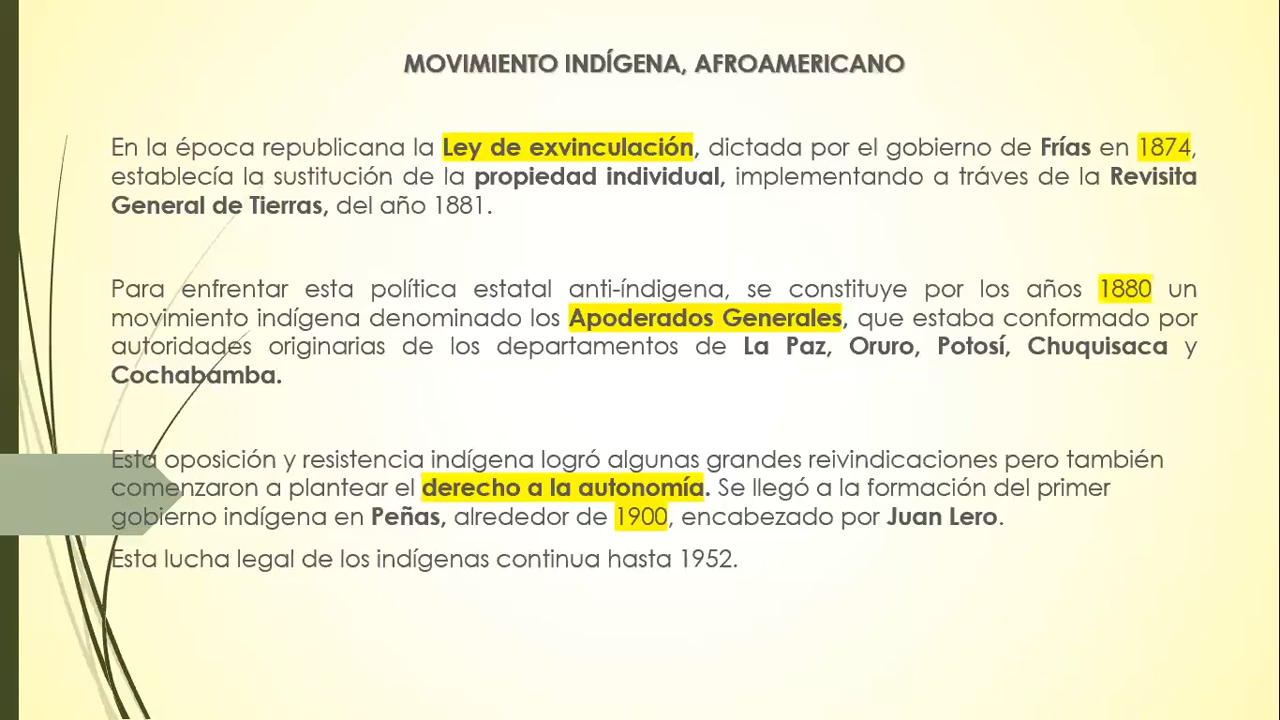 MOVIMIENTO INDÍGENA, AFROAMERICANO
En la época republicana la Ley de exvinculación, dictada por el gobierno de Frías en 1874,
establecía la sustitución de la propiedad individual, implementando a tráves de la Revisita
General de Tierras, del año 1881.
Para enfrentar esta política estatal anti-índigena, se constituye por los años 1880 un
movimiento indígena denominado los Apoderados Generales, que estaba conformado por
autoridades originarias de los departamentos de La Paz, Oruro, Potosí, Chuquisaca y
Cochabamba.
Esta oposición y resistencia indígena logró algunas grandes reivindicaciones pero también
comenzaron a plantear el derecho a la autonomía. Se llegó a la formación del primer
gobierno indígena en Peñas, alrededor de 1900, encabezado por Juan Lero.
Esta lucha legal de los indígenas continua hasta 1952.